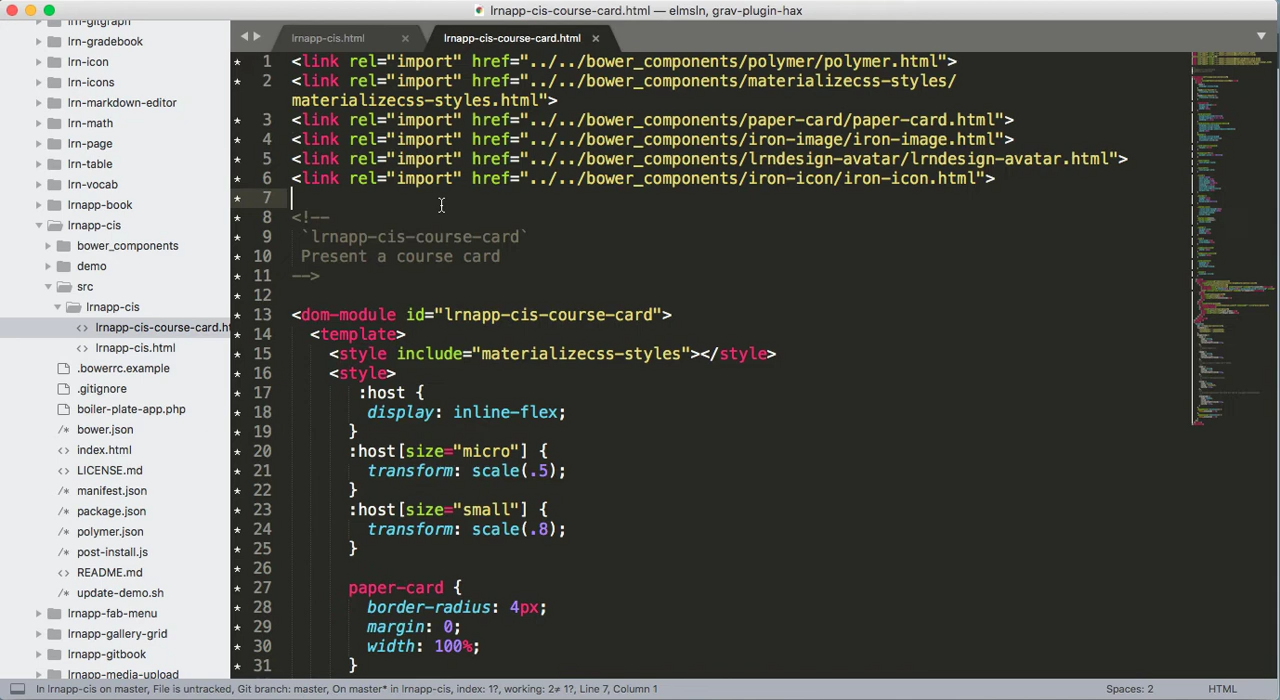 lrnapp-cis-course-card.html — elmsln, grav-plugin-hax
lrn-gitgraph
lrn-gradebook
lrn-icon
lrn-icons
lrn-markdown-editor
lrn-math
lrn-page
lrn-table
lrn-vocab
lrnapp-book
lrnapp-cis
bower_components
demo
src
lrnapp-cis
lrnapp-cis-course-card.ht
lrnapp-cis.html
.bowerrc.example
.gitignore
boiler-plate-app.php
bower.json
index.html
LICENSE.md
manifest.json
package.json
polymer.json
post-install.js
README.md
update-demo.sh
lrnapp-fab-menu
lrnapp-gallery-grid
lrnapp-gitbook
lrnapp-media-upload
lrnapp-cis.html × lrnapp-cis-course-card.html ×
* 1 <link rel="import" href="../../bower_components/polymer/polymer.html">
* 2 <link rel="import" href="../../bower_components/materializecss-styles/
materializecss-styles.html">
* 3 <link rel="import" href="../../bower_components/paper-card/paper-card.html">
* 4 <link rel="import" href="../../bower_components/iron-image/iron-image.html">
* 5 <link rel="import" href="../../bower_components/lrndesign-avatar/lrndesign-avatar.html">
* 6 <link rel="import" href="../../bower_components/iron-icon/iron-icon.html">
* 7
* 8 <!--
* 9 `lrnapp-cis-course-card`
* 10 Present a course card
* 11 -->
* 12
* 13 <dom-module id="lrnapp-cis-course-card">
* 14 <template>
* 15 <style include="materializecss-styles"></style>
* 16 <style>
* 17 :host {
* 18 display: inline-flex;
* 19 }
* 20 :host[size="micro"] {
* 21 transform: scale(.5);
* 22 }
* 23 :host[size="small"] {
* 24 transform: scale(.8);
* 25 }
* 26
* 27 paper-card {
* 28 border-radius: 4px;
* 29 margin: 0;
* 30 width: 100%;
* 31 }
In lrnapp-cis on master, File is untracked, Git branch: master, On master* in lrnapp-cis, index: 1?, working: 2≠ 1?, Line 7, Column 1
Spaces: 2
HTML